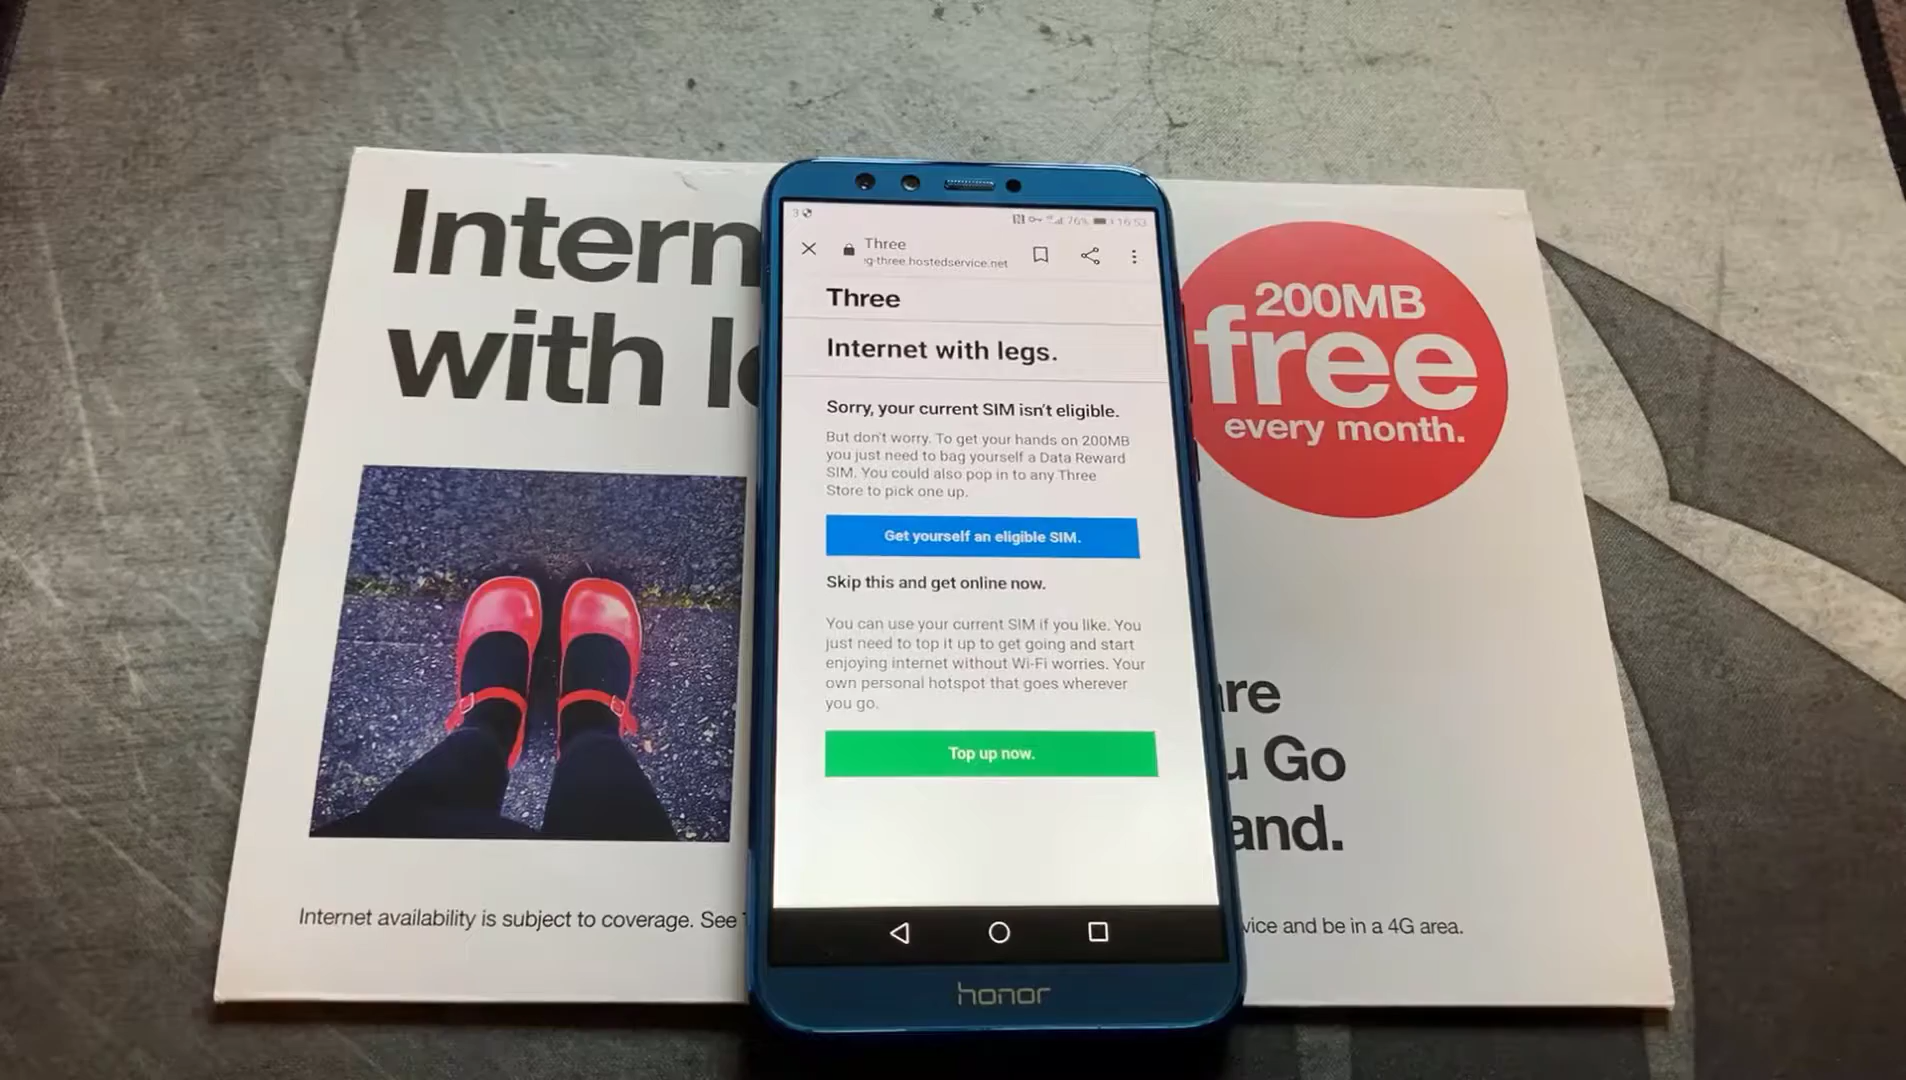 Intern
with
200MB
free
every month.
3
76% 16:53
Three
g-three.hostedservice.net
Three
Internet with legs.
Sorry, your current SIM isn't eligible.
But don't worry. To get your hands on 200MB
you just need to bag yourself a Data Reward
SIM. You could also pop in to any Three
Store to pick one up.
Get yourself an eligible SIM.
Skip this and get online now.
You can use your current SIM if you like. You
just need to top it up to get going and start
enjoying internet without Wi-Fi worries. Your
own personal hotspot that goes wherever
you go.
Top up now.
are
u Go
and.
Internet availability is subject to coverage. See
vice and be in a 4G area.
honor